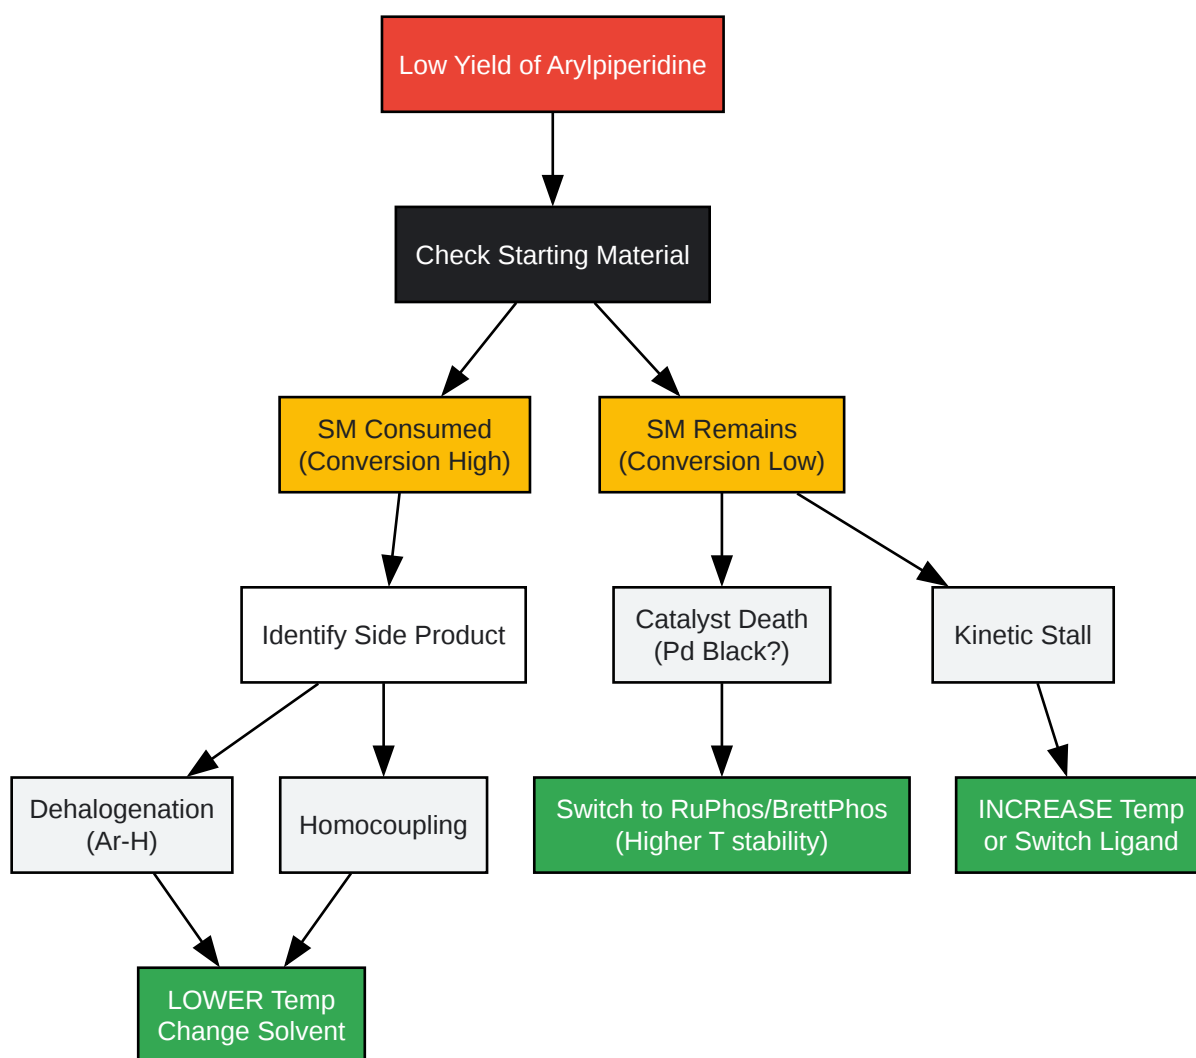 Low Yield of Arylpiperidine
Check Starting Material
SM Consumed
(Conversion High)
SM Remains
(Conversion Low)
Identify Side Product
Catalyst Death
(Pd Black?)
Kinetic Stall
Dehalogenation
(Ar-H)
Homocoupling
Switch to RuPhos/BrettPhos
(Higher T stability)
INCREASE Temp
or Switch Ligand
LOWER Temp
Change Solvent